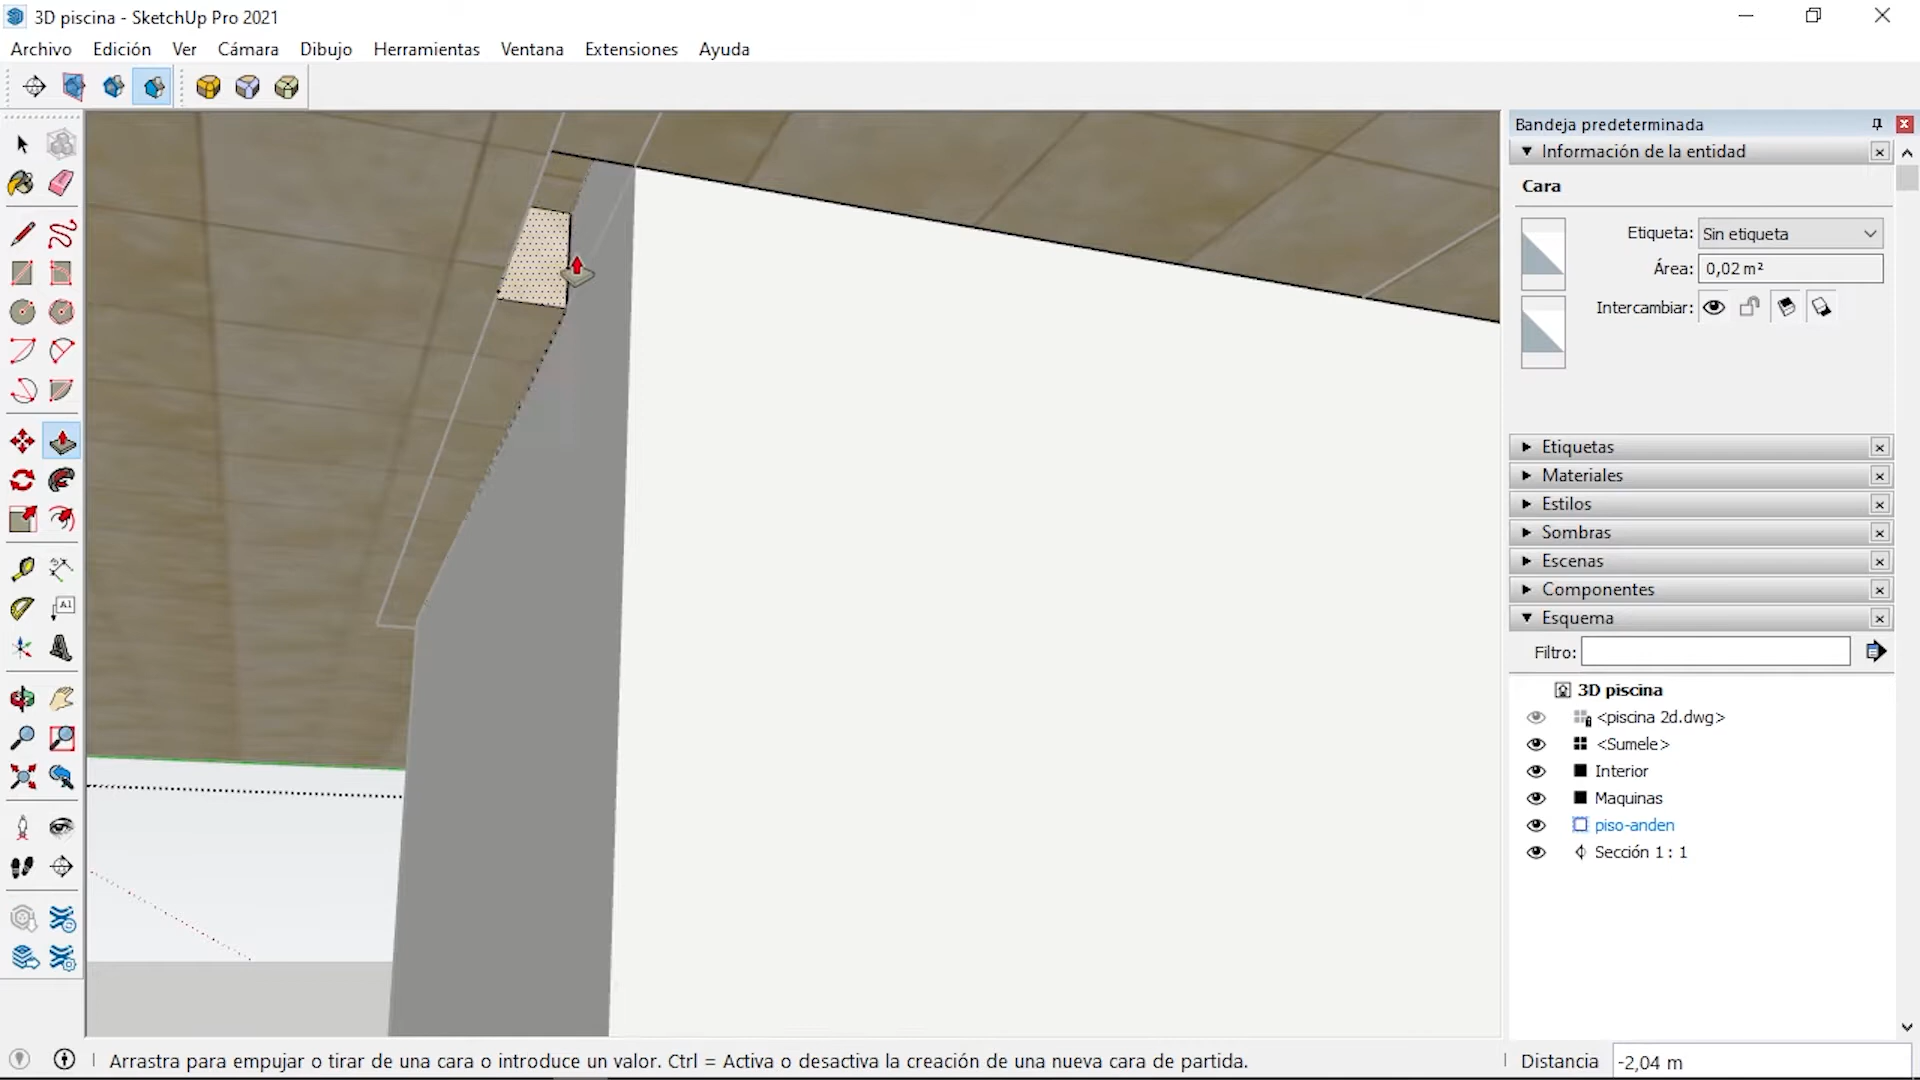 3D piscina - SketchUp Pro 2021
Archivo Edición Ver Cámara Dibujo Herramientas Ventana Extensiones Ayuda
Bandeja predeterminada
Información de la entidad
Cara
Etiqueta: Sin etiqueta
Área: 0,02 m²
Intercambiar:
Etiquetas
Materiales
Estilos
Sombras
Escenas
Componentes
Esquema
Filtro:
3D piscina
<piscina 2d.dwg>
<Sumele>
Interior
Maquinas
piso-anden
Sección 1 : 1
A1
Arrastra para empujar o tirar de una cara o introduce un valor. Ctrl = Activa o desactiva la creación de una nueva cara de partida.
Distancia -2,04 m